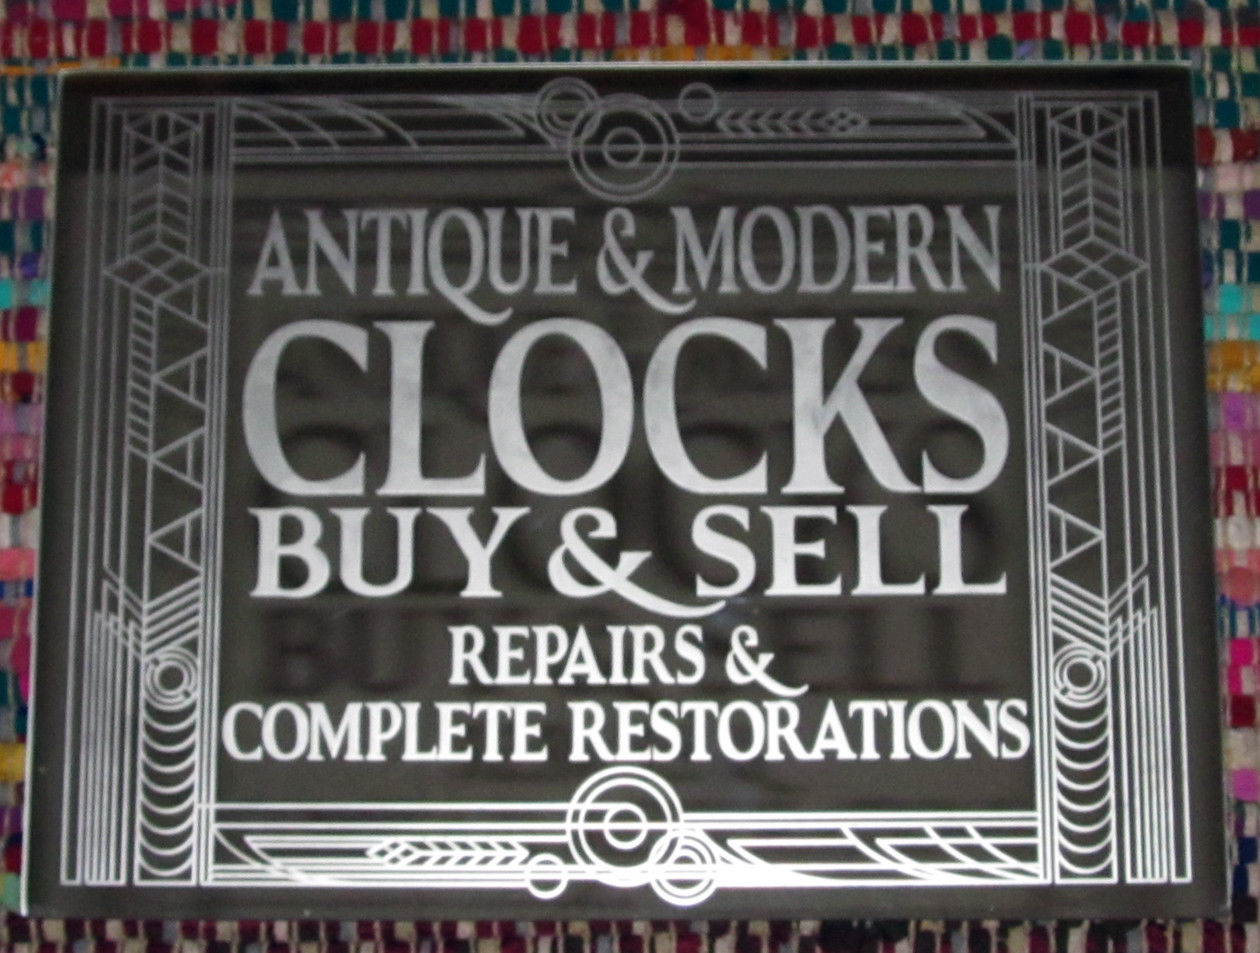 ANTIQUE & MODERN
CLOCKS
BUY & SELL
REPAIRS &
COMPLETE RESTORATIONS